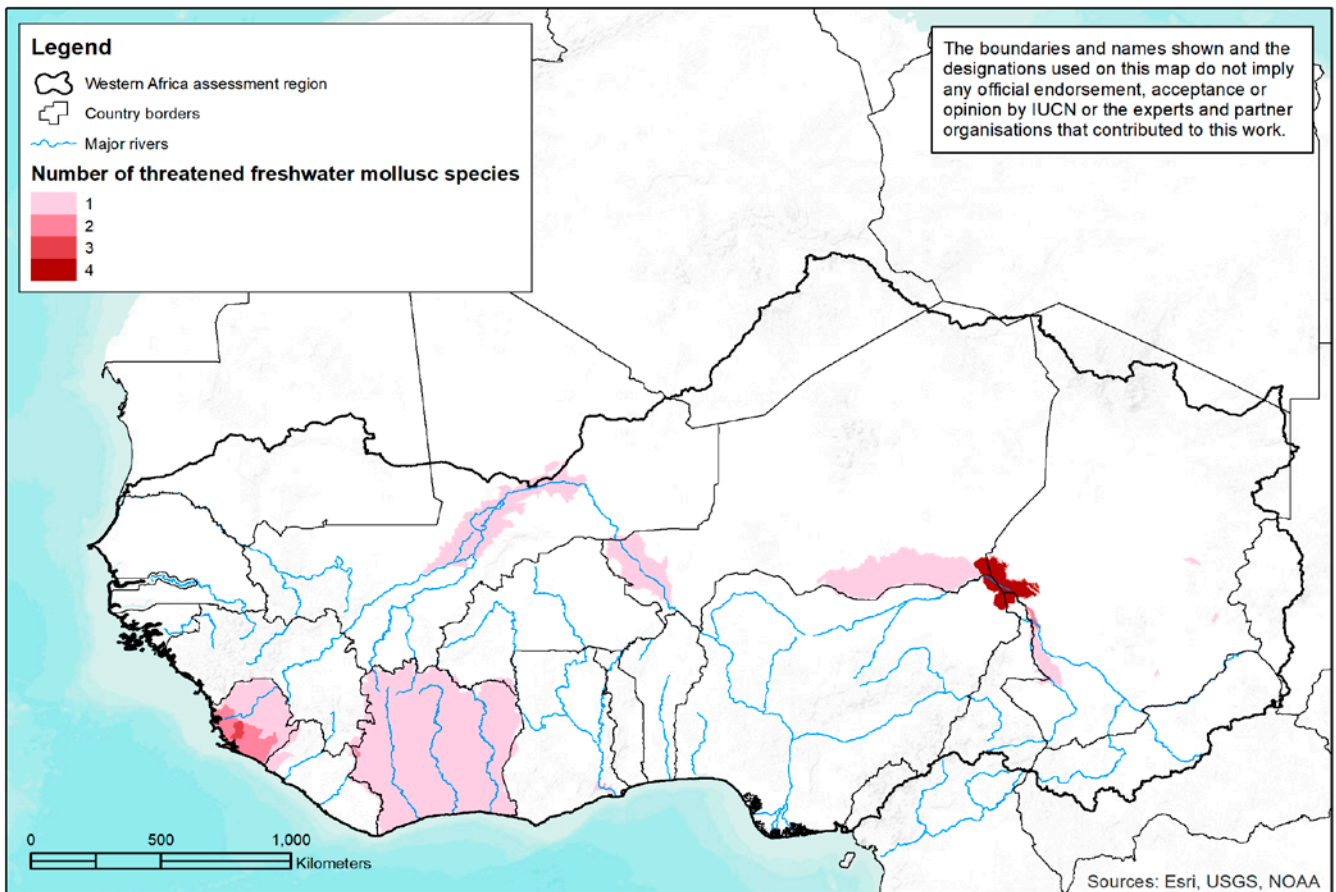 Legend
Western Africa assessment region
Country borders
Major rivers
Number of threatened freshwater mollusc species
1
2
3
4
The boundaries and names shown and the
designations used on this map do not imply
any official endorsement, acceptance or
opinion by IUCN or the experts and partner
organisations that contributed to this work.
0 500 1,000
Kilometers
Sources: Esri, USGS, NOAA